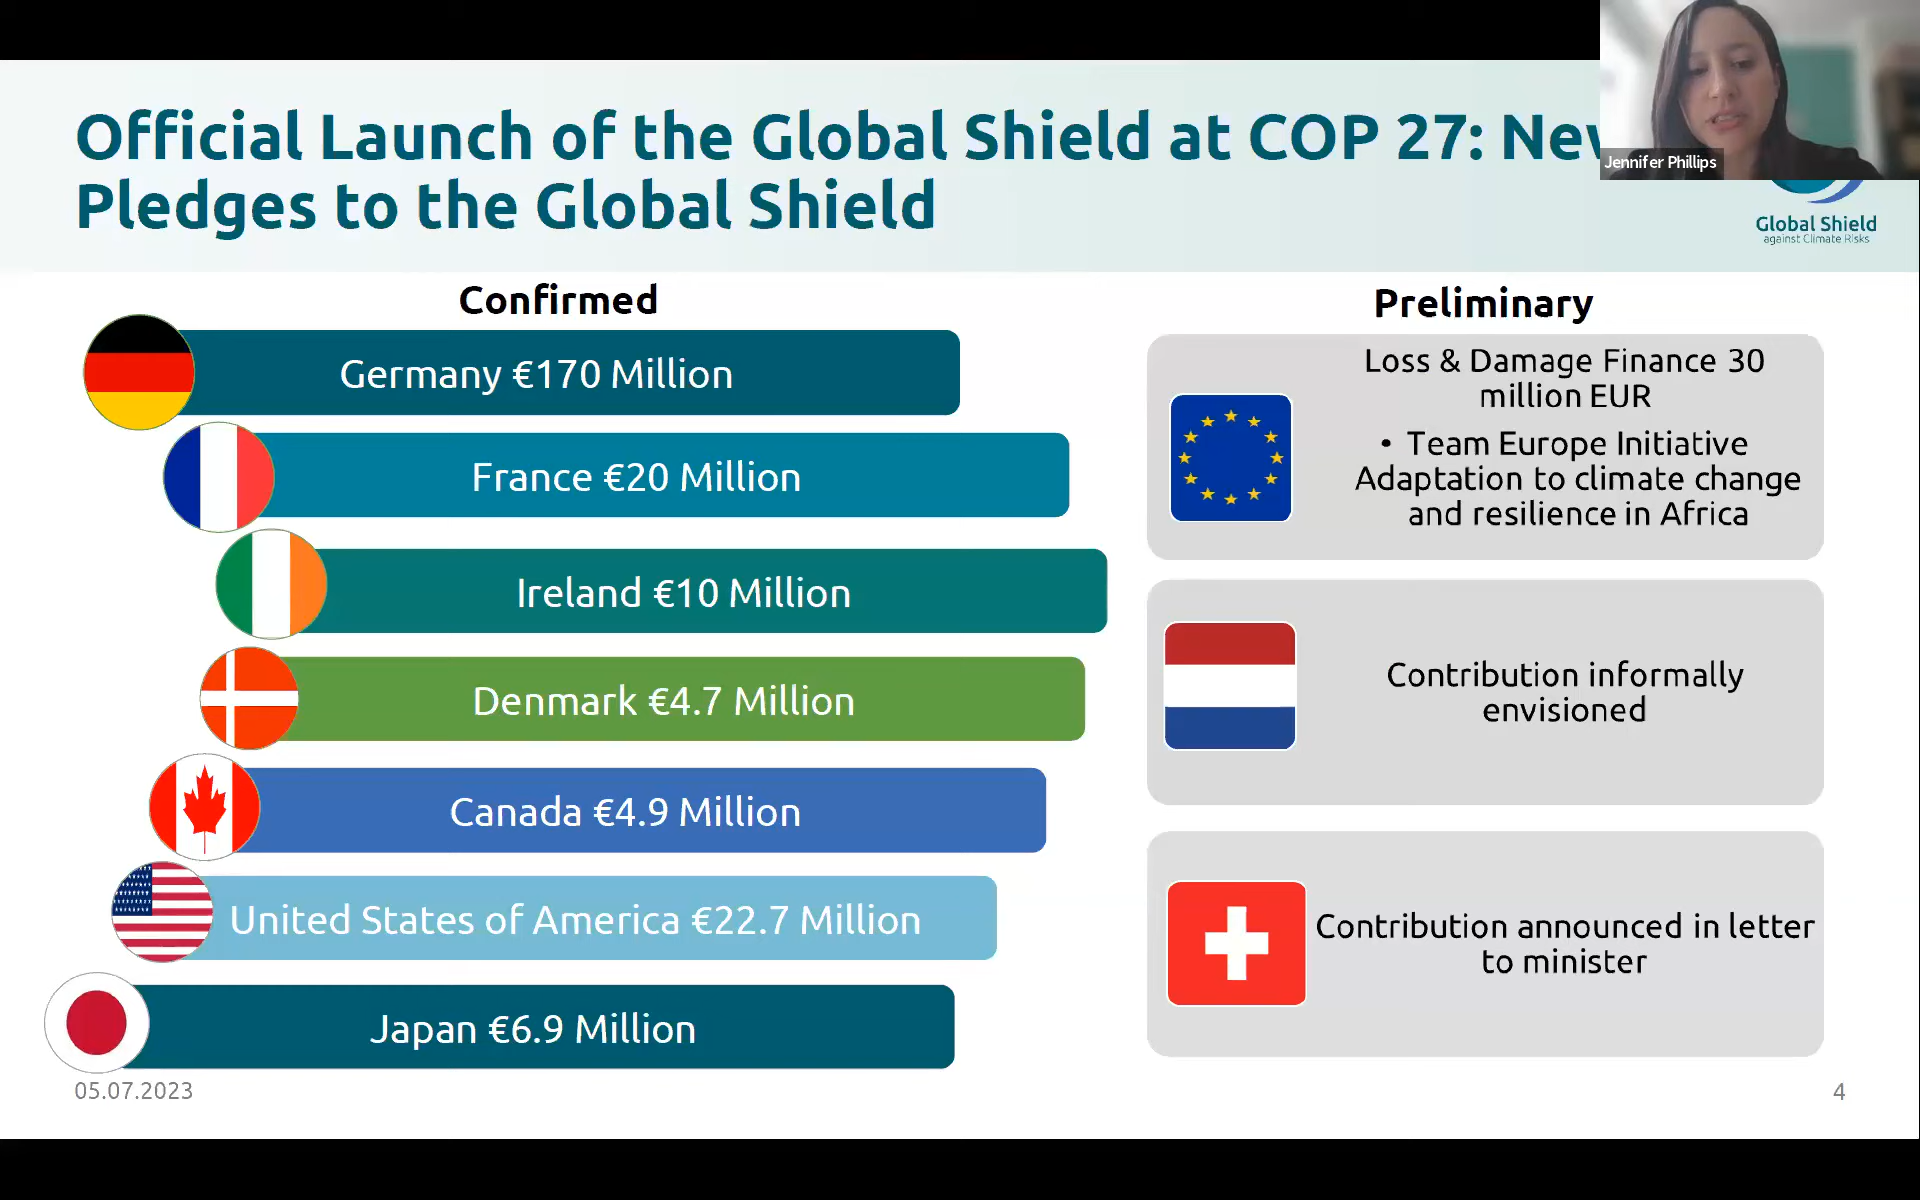 Official Launch of the Global Shield at COP 27:
Pledges to the Global Shield
Jennifer Phillips
Global Shield
against Climate Risks
Confirmed
Germany €170 Million
France €20 Million
Ireland €10 Million
Denmark €4.7 Million
Canada €4.9 Million
United States of America €22.7 Million
Japan €6.9 Million
Preliminary
Loss & Damage Finance 30
million EUR
• Team Europe Initiative
Adaptation to climate change
and resilience in Africa
Contribution informally
envisioned
Contribution announced in letter
to minister
05.07.2023
4